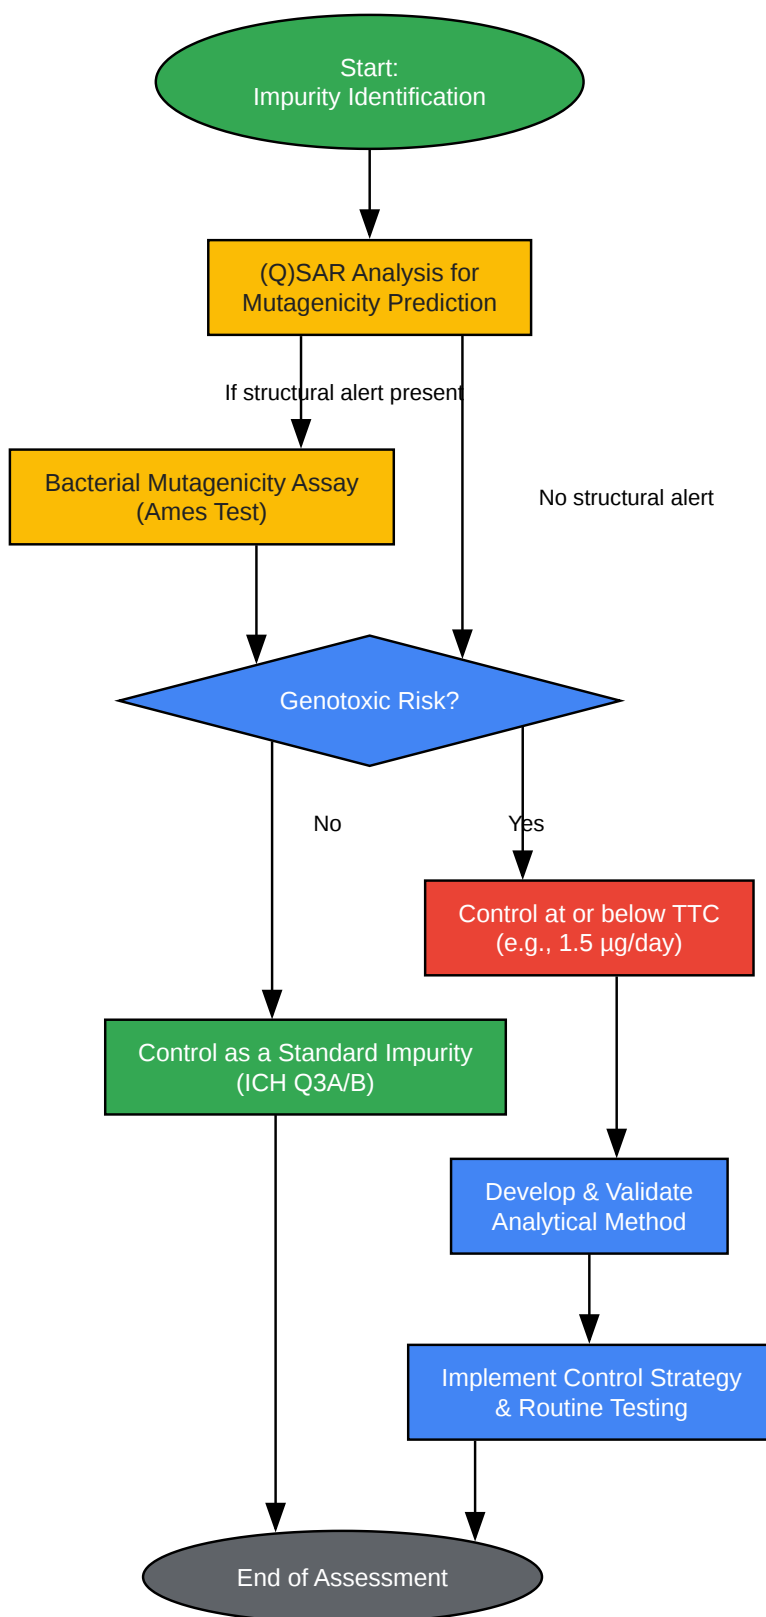 Start:
Impurity Identification
(Q)SAR Analysis for
Mutagenicity Prediction
If structural alert present
Bacterial Mutagenicity Assay
(Ames Test)
No structural alert
Genotoxic Risk?
No
Yes
Control at or below TTC
(e.g., 1.5 µg/day)
Control as a Standard Impurity
(ICH Q3A/B)
Develop & Validate
Analytical Method
Implement Control Strategy
& Routine Testing
End of Assessment